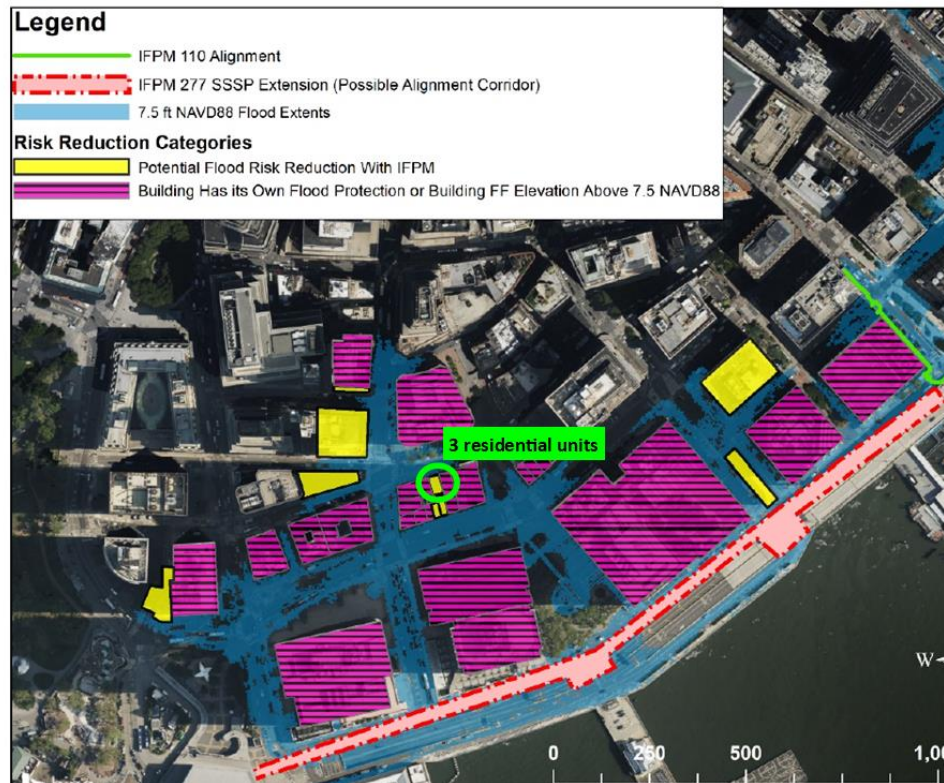 Legend
IFPM 110 Alignment
IFPM 277 SSSP Extension (Possible Alignment Corridor)
7.5 ft NAVD88 Flood Extents
Risk Reduction Categories
Potential Flood Risk Reduction With IFPM
Building Has its Own Flood Protection or Building FF Elevation Above 7.5 NAVD88
3 residential units
W
0 250 500 1,0